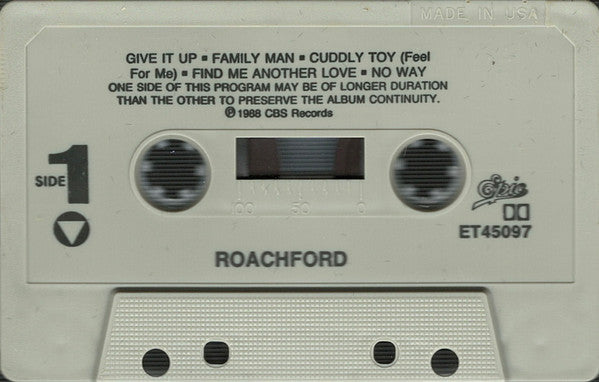 MADE IN USA
GIVE IT UP ▪ FAMILY MAN ▪ CUDDLY TOY (Feel
For Me) ▪ FIND ME ANOTHER LOVE ▪ NO WAY
ONE SIDE OF THIS PROGRAM MAY BE OF LONGER DURATION
THAN THE OTHER TO PRESERVE THE ALBUM CONTINUITY.
℗ 1988 CBS Records
SIDE 1
100 50 0
Epic
ET45097
ROACHFORD